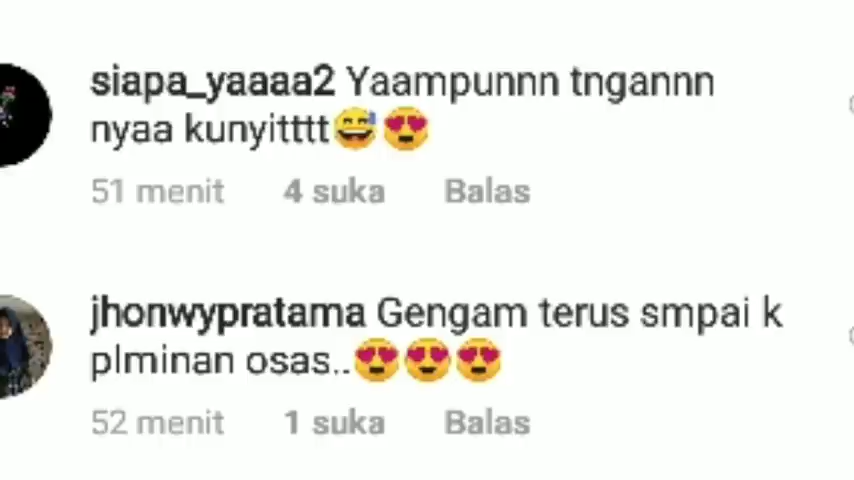 siapa_yaaaa2 Yaampunnn tngannn
nyaa kunyitttt😅😍
51 menit 4 suka Balas
jhonwypratama Gengam terus smpai k
plminan osas..😍😍😍
52 menit 1 suka Balas